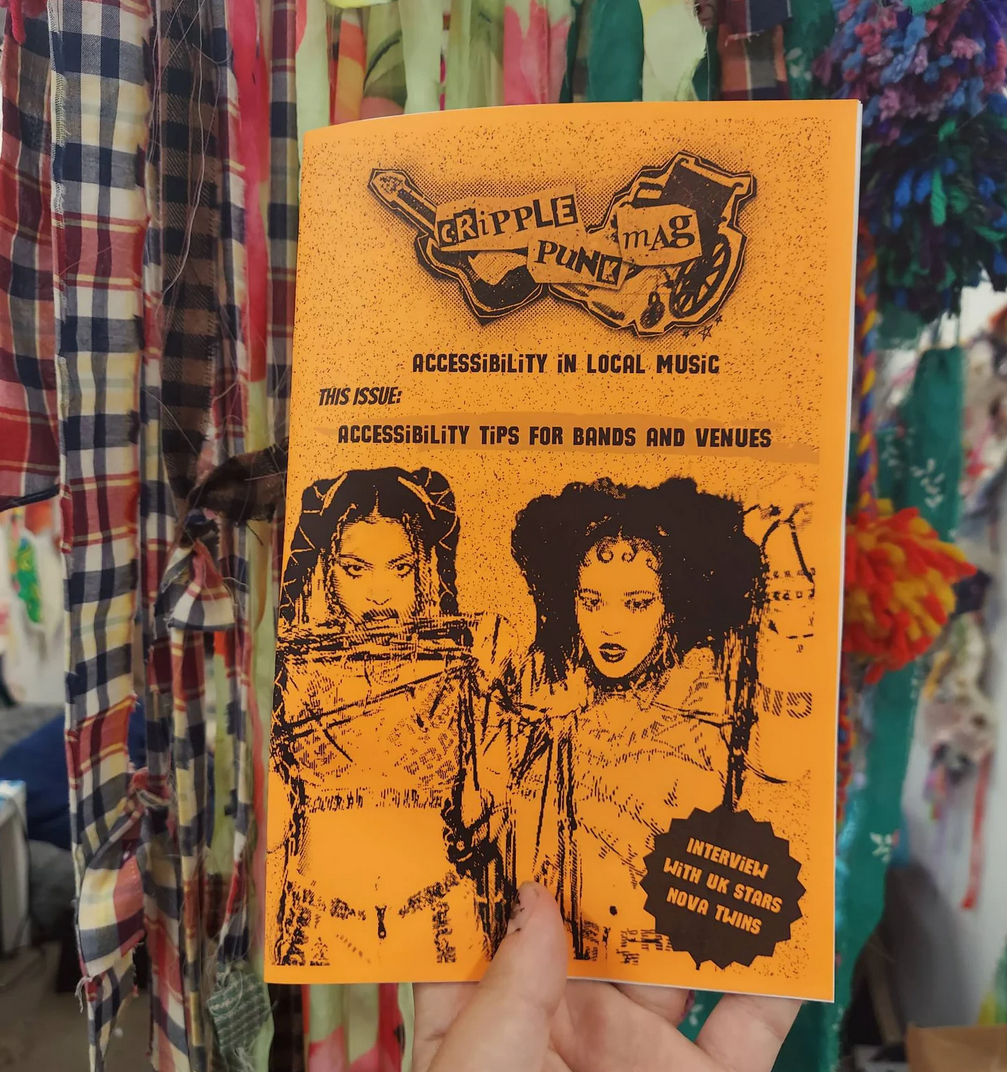 CRiPPLE
PUNK
mAg
ACCESSiBiLiTY iN LOCAL MUSiC
THIS ISSUE:
ACCESSiBiLiTY TiPS FOR BANDS AND VENUES
INTERViEW
WiTH UK STARS
NOVA TWINS